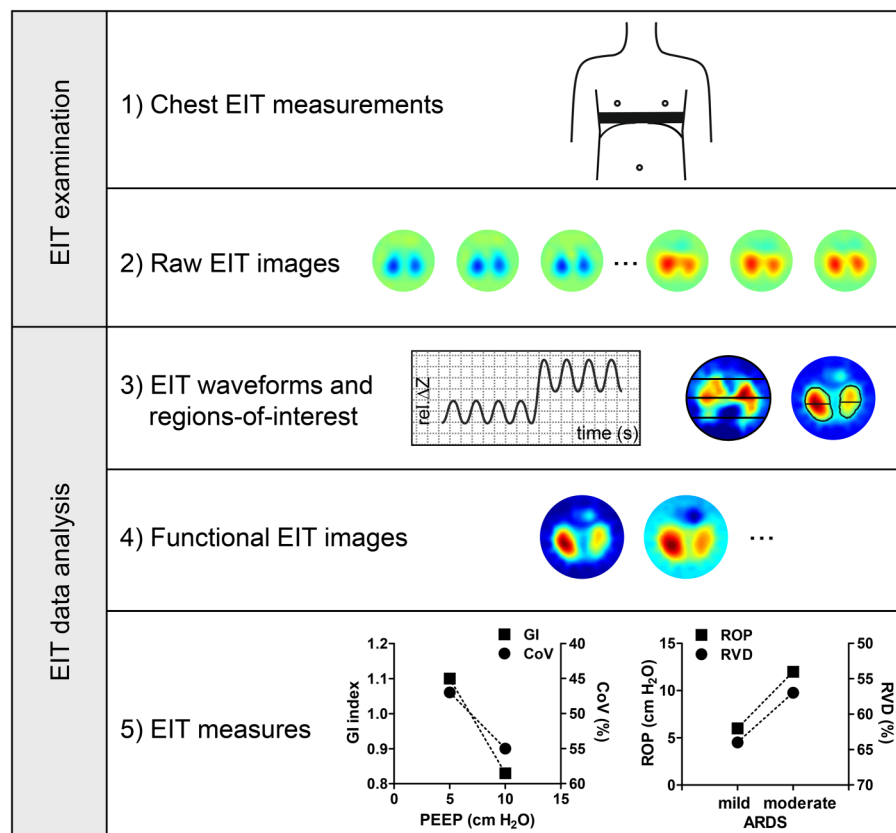 EIT examination
1) Chest EIT measurements
2) Raw EIT images
...
EIT data analysis
3) EIT waveforms and
regions-of-interest
rel.ΔZ
time (s)
4) Functional EIT images
...
5) EIT measures
GI
CoV
1.2
1.1
1.0
0.9
0.8
GI index
40
45
50
55
60
CoV (%)
0
5
10
15
PEEP (cm H₂O)
ROP
RVD
15
10
5
0
ROP (cm H₂O)
50
55
60
65
70
RVD (%)
mild moderate
ARDS